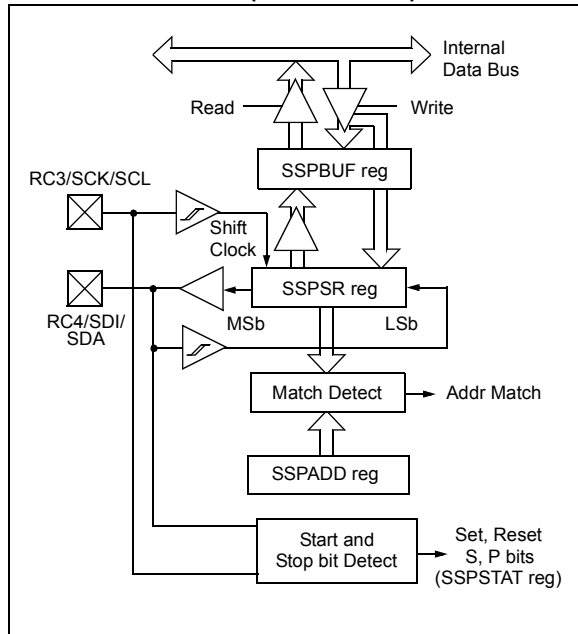 Internal
Data Bus
Read
Write
SSPBUF reg
RC3/SCK/SCL
Shift
Clock
SSPSR reg
MSb
LSb
RC4/SDI/
SDA
Match Detect
Addr Match
SSPADD reg
Start and
Stop bit Detect
Set, Reset
S, P bits
(SSPSTAT reg)